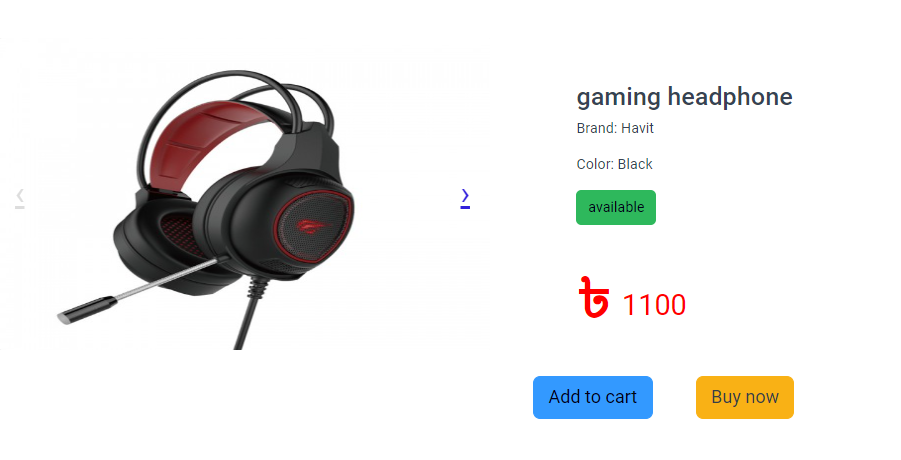 gaming headphone
Brand: Havit
Color: Black
available
৳ 1100
Add to cart
Buy now